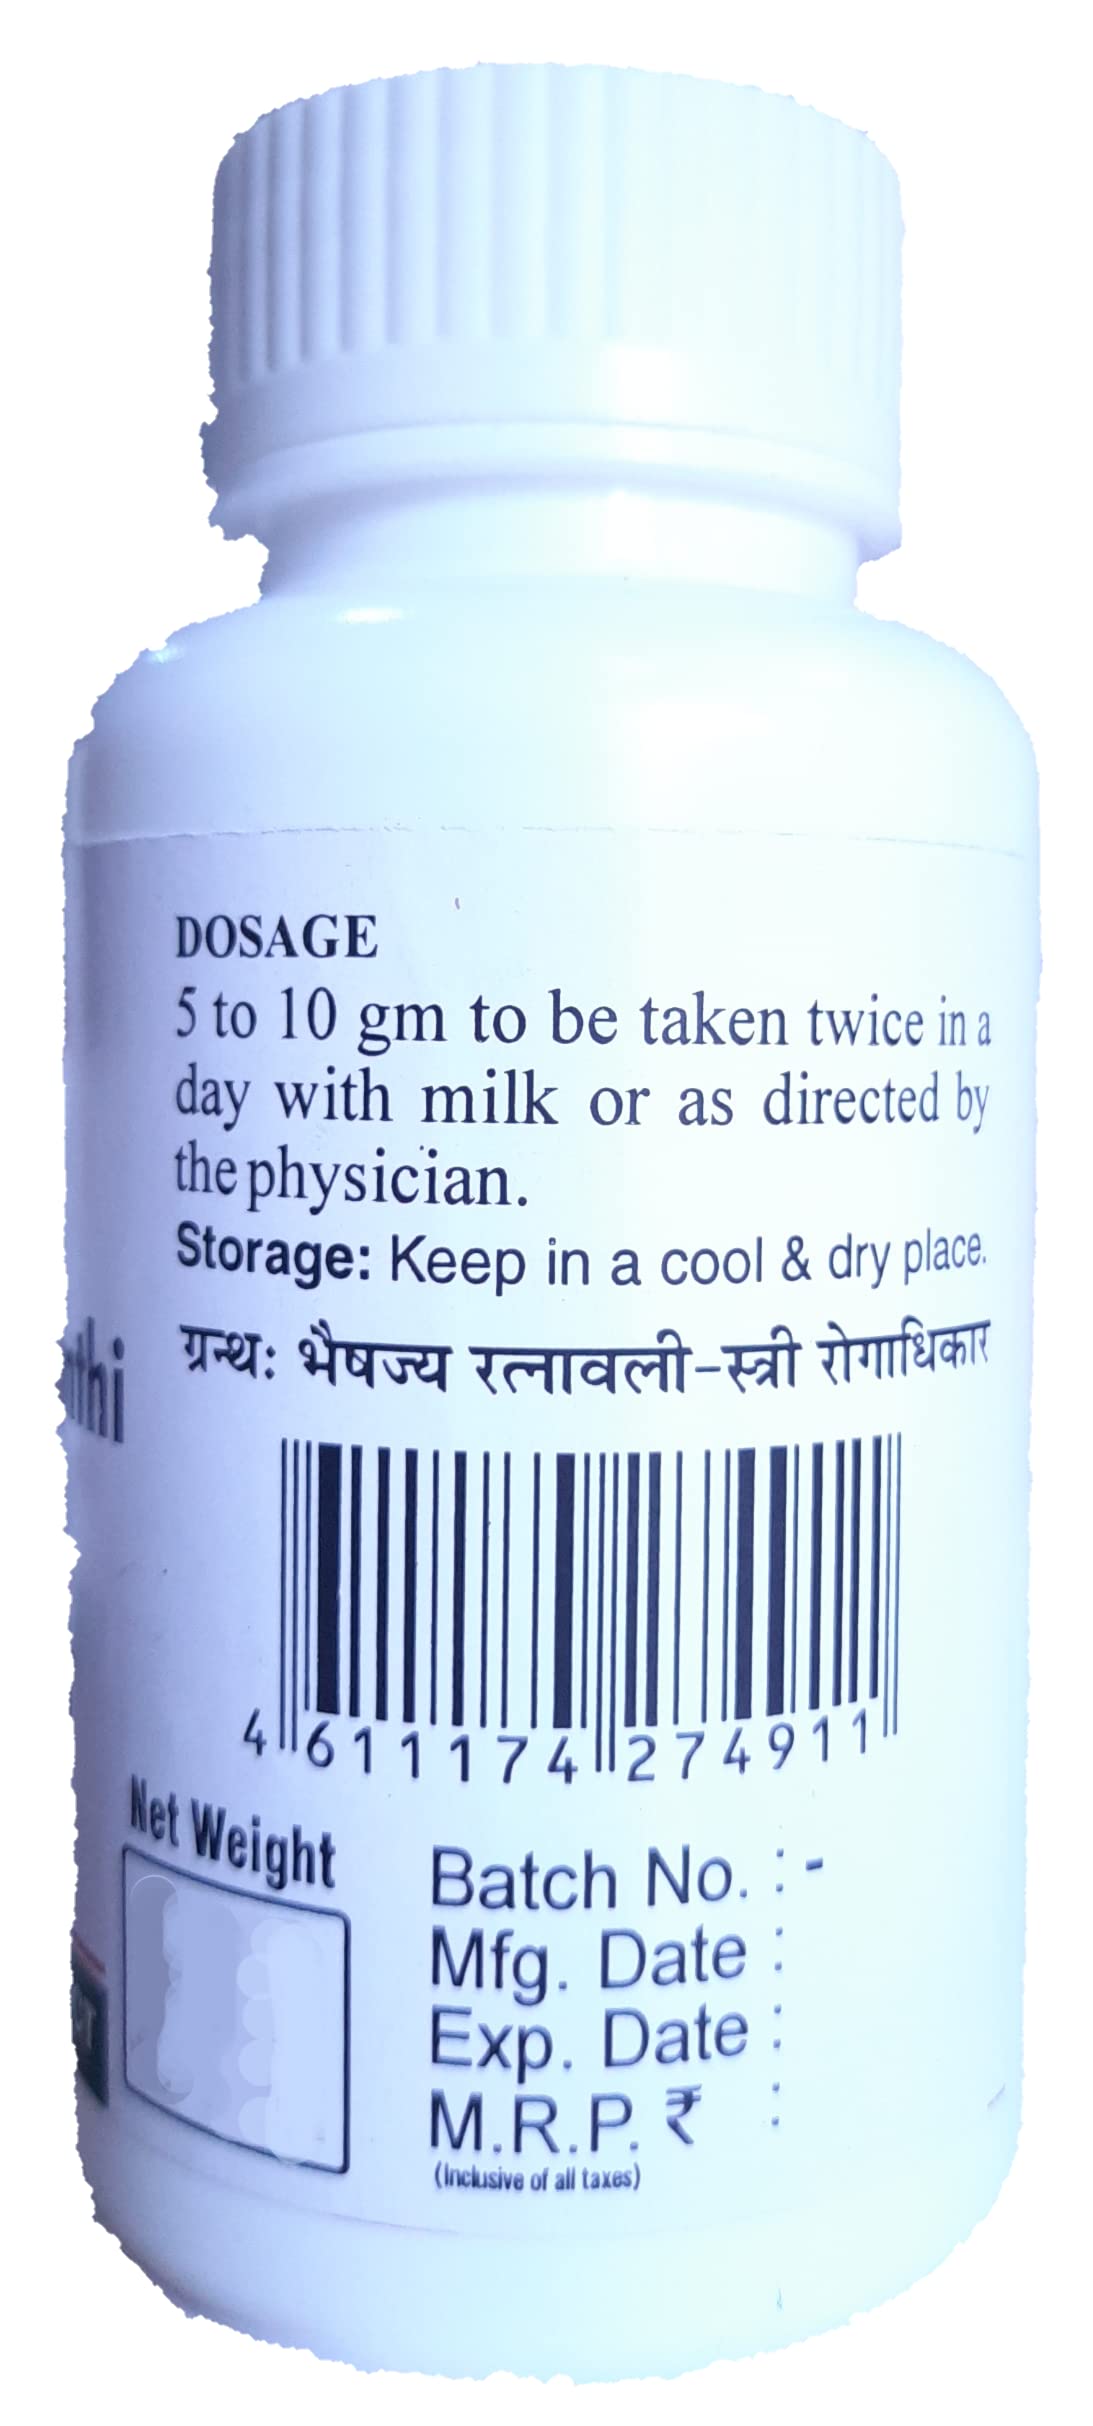 DOSAGE
5 to 10 gm to be taken twice in a
day with milk or as directed by
the physician.
Storage: Keep in a cool & dry place.
ग्रन्थः भैषज्य रत्नावली-स्त्री रोगाधिकार
4 611174 274911
Net Weight
Batch No. : -
Mfg. Date :
Exp. Date :
M.R.P. ₹ :
(Inclusive of all taxes)